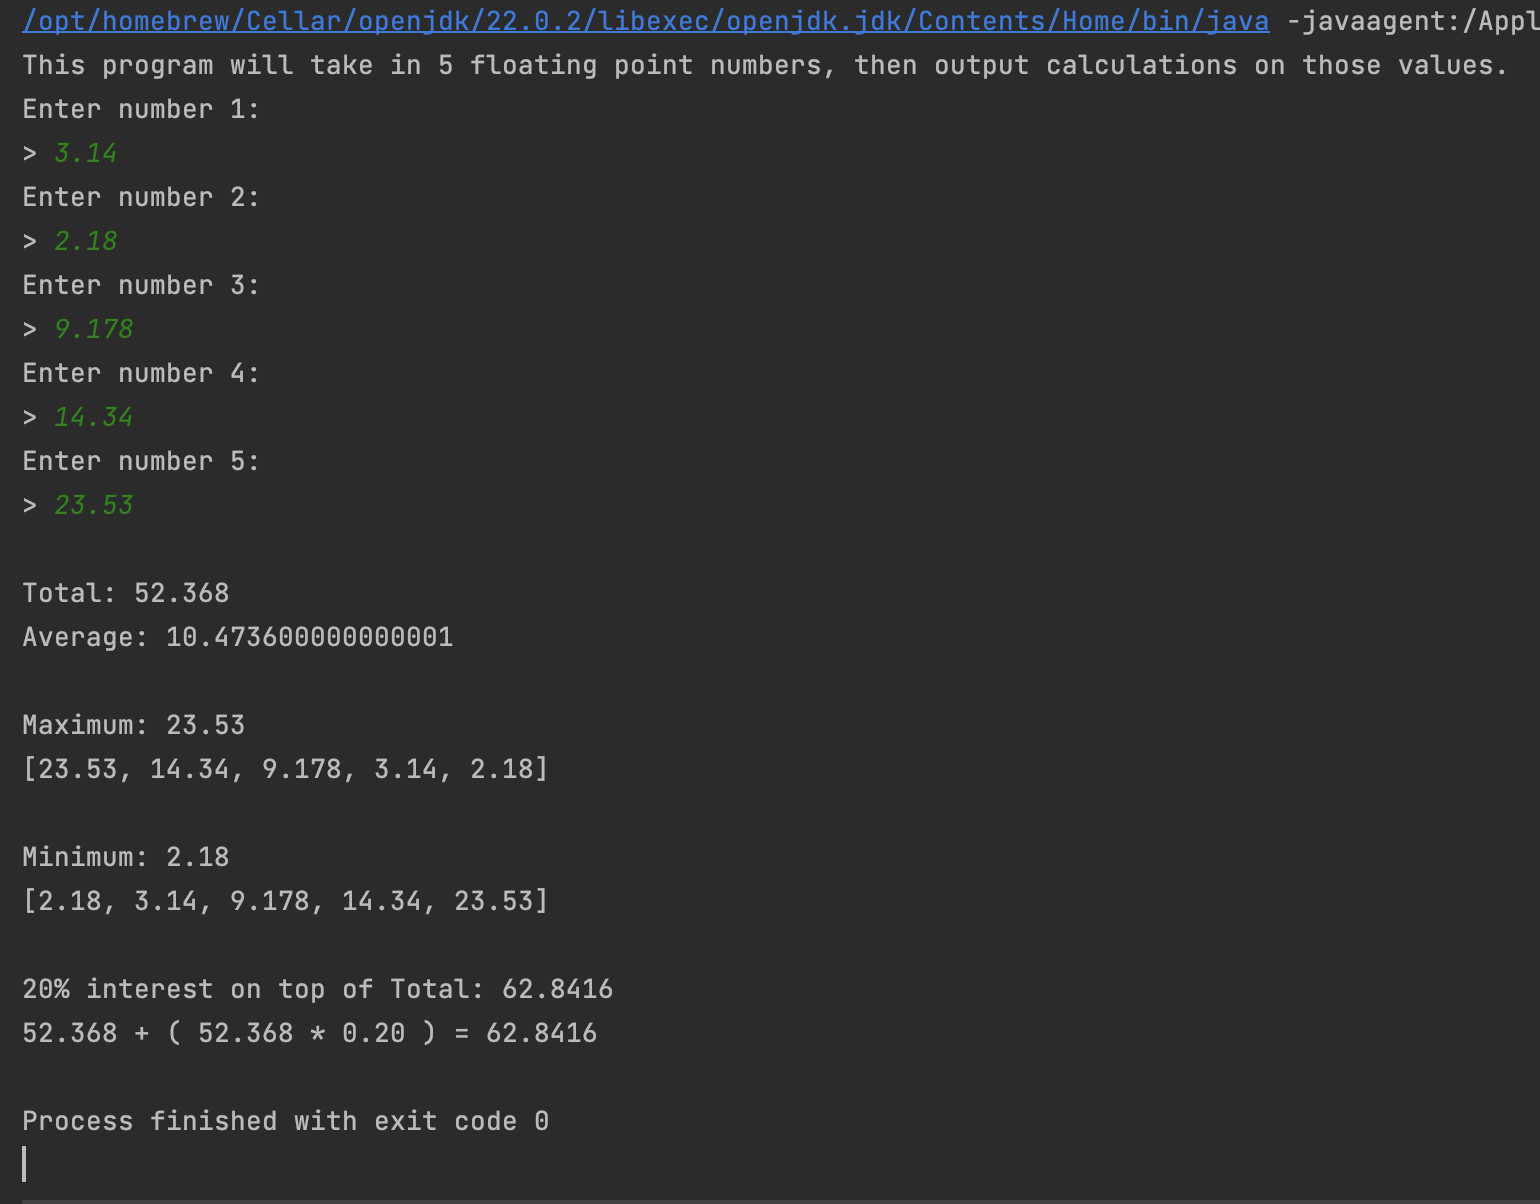 /opt/homebrew/Cellar/openjdk/22.0.2/libexec/openjdk.jdk/Contents/Home/bin/java -javaagent:/Appl
This program will take in 5 floating point numbers, then output calculations on those values.
Enter number 1:
> 3.14
Enter number 2:
> 2.18
Enter number 3:
> 9.178
Enter number 4:
> 14.34
Enter number 5:
> 23.53
Total: 52.368
Average: 10.473600000000001
Maximum: 23.53
[23.53, 14.34, 9.178, 3.14, 2.18]
Minimum: 2.18
[2.18, 3.14, 9.178, 14.34, 23.53]
20% interest on top of Total: 62.8416
52.368 + ( 52.368 * 0.20 ) = 62.8416
Process finished with exit code 0